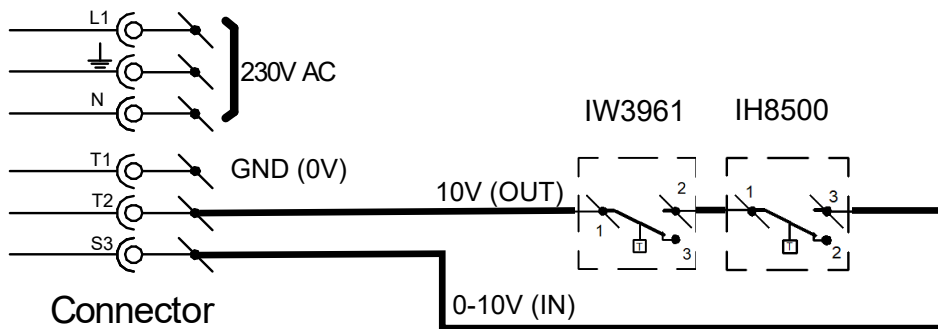 L1
230V AC
N
IW3961 IH8500
T1 GND (0V)
T2 10V (OUT) 1 2 T 3 1 3 T 2
S3
Connector 0-10V (IN)